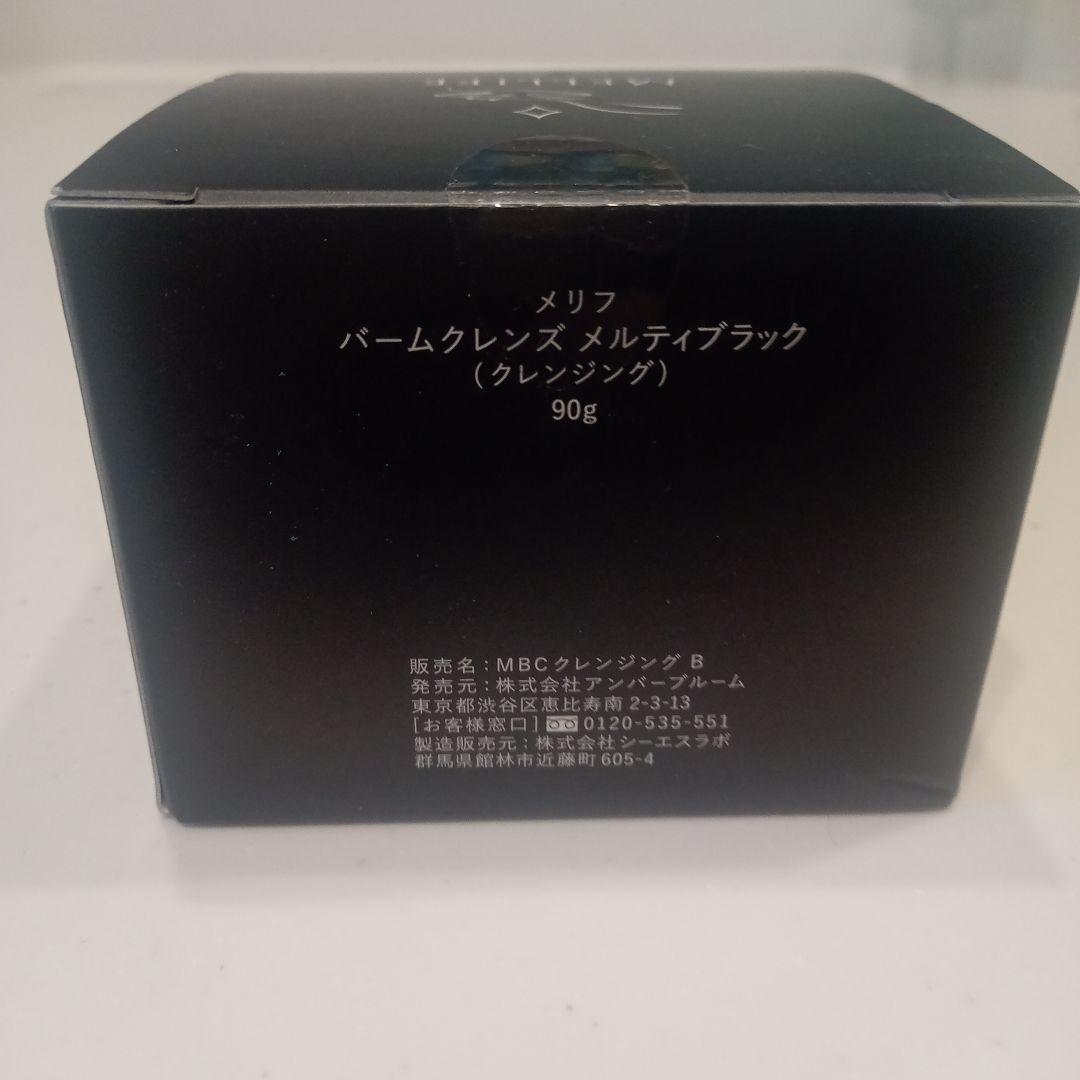 メリフ
バームクレンズ メルティブラック
(クレンジング)
90g
販売名：MBCクレンジング B
発売元：株式会社アンバーブルーム
東京都渋谷区恵比寿南 2-3-13
[お客様窓口] 0120-535-551
製造販売元：株式会社シーエスラボ
群馬県館林市近藤町 605-4